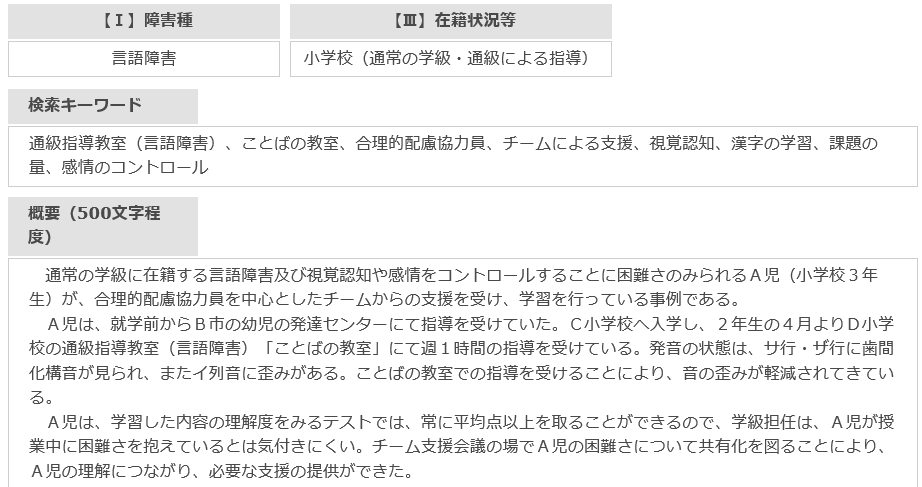 【Ⅰ】障害種
【Ⅲ】在籍状況等
言語障害
小学校（通常の学級・通級による指導）
検索キーワード
通級指導教室（言語障害）、ことばの教室、合理的配慮協力員、チームによる支援、視覚認知、漢字の学習、課題の
量、感情のコントロール
概要（500文字程
度）
　通常の学級に在籍する言語障害及び視覚認知や感情をコントロールすることに困難さのみられるＡ児（小学校３年
生）が、合理的配慮協力員を中心としたチームからの支援を受け、学習を行っている事例である。
　Ａ児は、就学前からＢ市の幼児の発達センターにて指導を受けていた。Ｃ小学校へ入学し、２年生の４月よりＤ小学
校の通級指導教室（言語障害）「ことばの教室」にて週１時間の指導を受けている。発音の状態は、サ行・ザ行に歯間
化構音が見られ、またイ列音に歪みがある。ことばの教室での指導を受けることにより、音の歪みが軽減されてきてい
る。
　Ａ児は、学習した内容の理解度をみるテストでは、常に平均点以上を取ることができるので、学級担任は、Ａ児が授
業中に困難さを抱えているとは気付きにくい。チーム支援会議の場でＡ児の困難さについて共有化を図ることにより、
Ａ児の理解につながり、必要な支援の提供ができた。